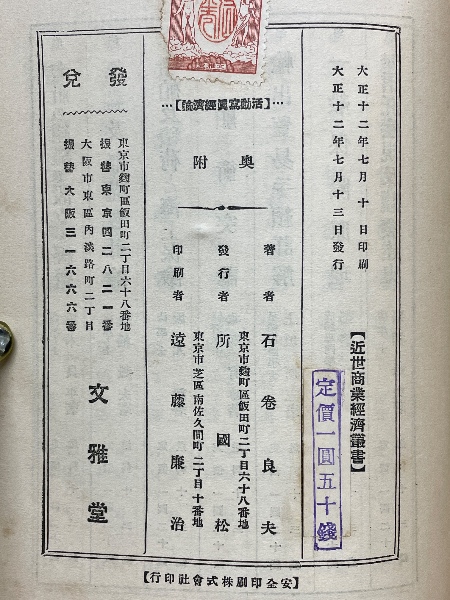 大正十二年七月十日印刷
大正十二年七月十三日發行
【近世商業經濟叢書】
定價一圓五十錢
…【活動寫眞經濟論】…
奥附
著者 石卷良夫
東京市麴町區飯田町二丁目六十八番地
發行者 所國松
東京市芝區南佐久間町二丁目十番地
印刷者 遠藤廉治
發兌
東京市麴町區飯田町二丁目六十八番地
振替東京四二八二一番
大阪市東區內淡路町二丁目
振替大阪三一六六六番
文雅堂
【安全印刷株式會社印行】